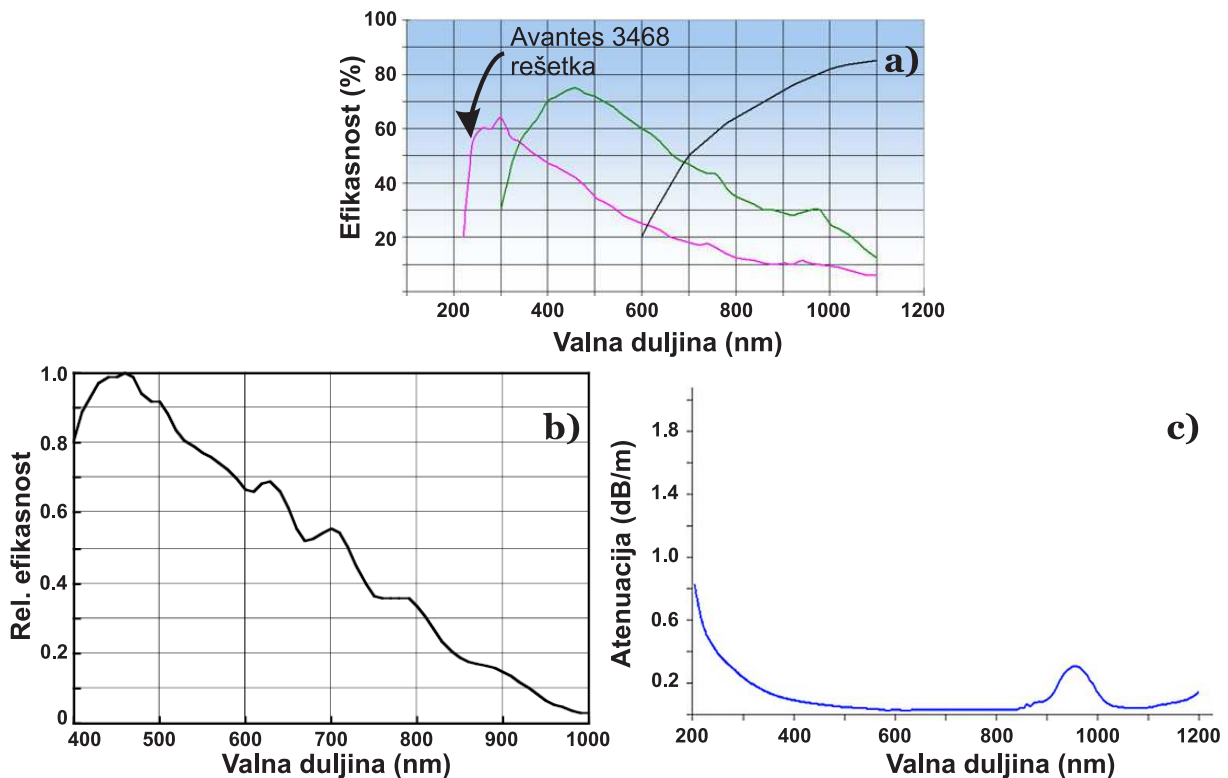 100
80
60
40
20
Efikasnost (%)
Avantes 3468
rešetka
a)
200 400 600 800 1000 1200
Valna duljina (nm)
1.0
0.8
0.6
0.4
0.2
0
Rel. efikasnost
b)
400 500 600 700 800 900 1000
Valna duljina (nm)
1.8
1.4
1.0
0.6
0.2
Atenuacija (dB/m)
c)
200 400 600 800 1000 1200
Valna duljina (nm)